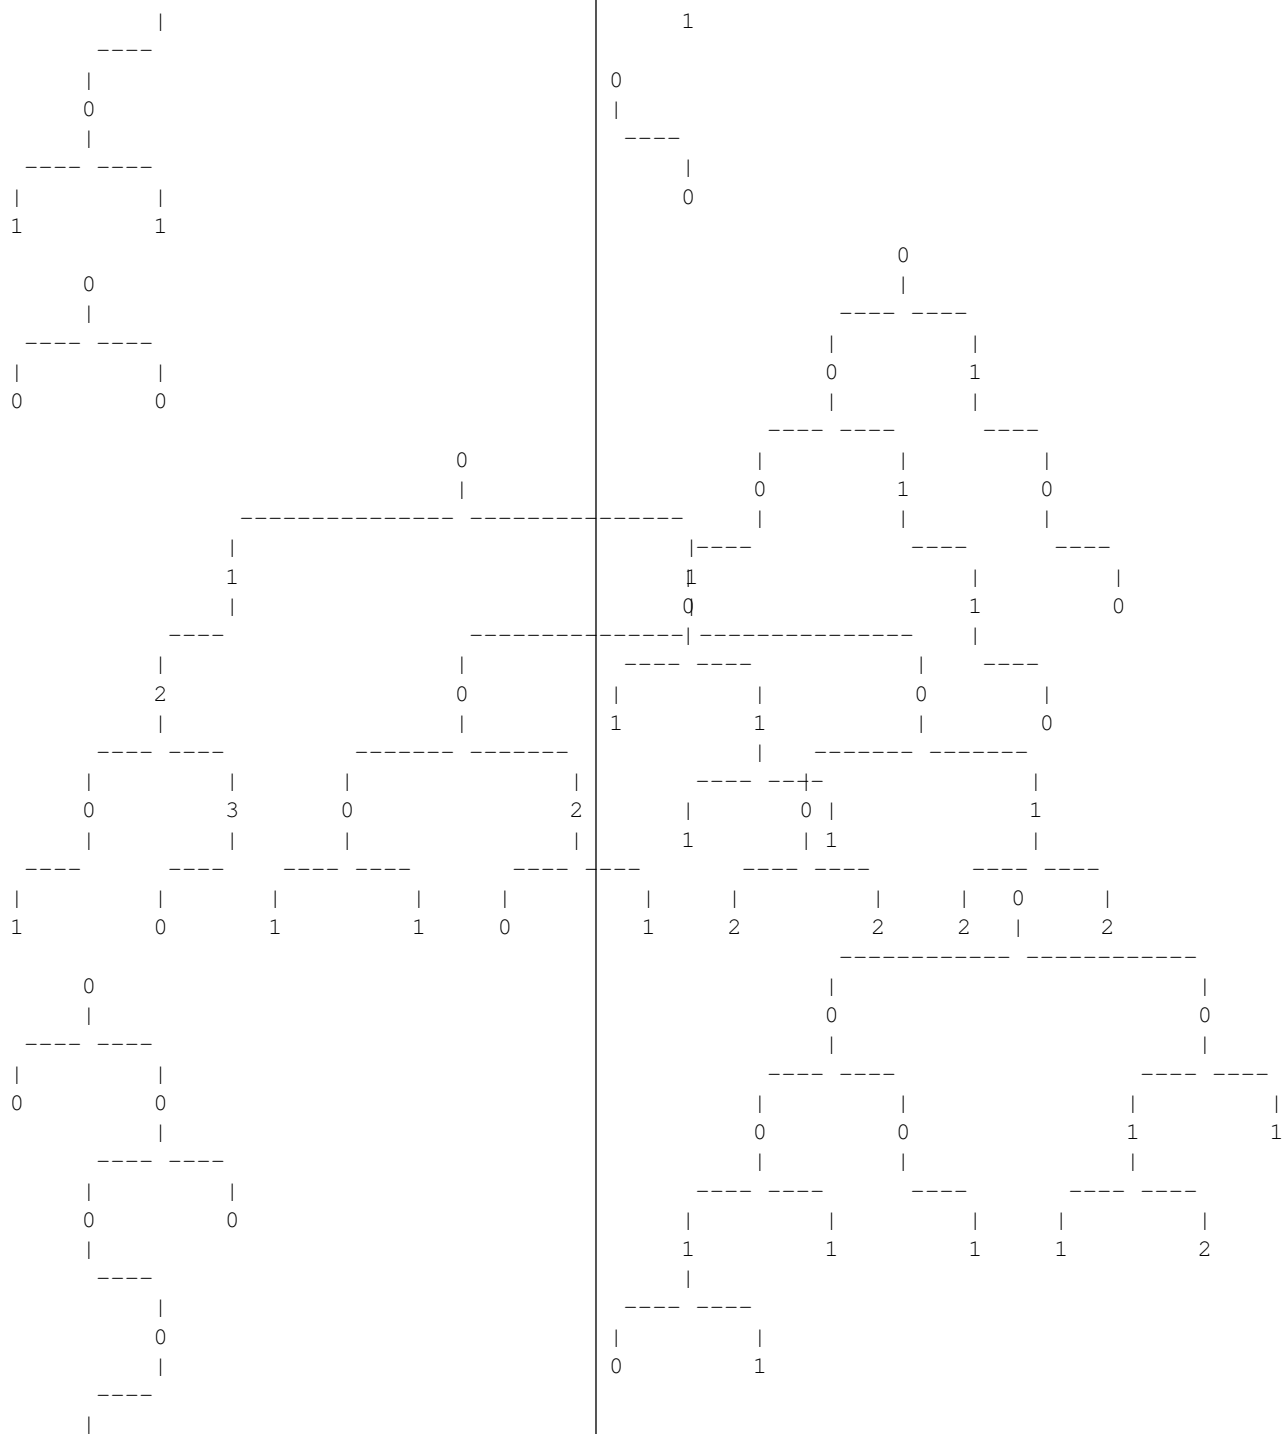 |
----
|
0
|
---- ----
| |
1 1
0
|
---- ----
| |
0 0
0
|
--------------- ---------------
| |
1 1
| |
---- --------------- ---------------
| | |
2 0 0
| | |
---- ---- ------- ------- ------- -------
| | | | | |
0 3 0 2 0 1
| | | | | |
---- ---- ---- ---- ---- ---- ---- ---- ---- ----
| | | | | | | | | |
1 0 1 1 0 1 2 2 2 2
0
|
---- ----
| |
0 0
|
---- ----
| |
0 0
|
----
|
0
|
----
|
1
0
|
----
|
0
0
|
---- ----
| |
0 1
| |
---- ---- ----
| | |
0 1 0
| | |
---- ---- ----
| | |
0 1 0
| |
---- ---- ----
| | |
1 1 0
|
---- ----
| |
1 1
0
|
------------ ------------
| |
0 0
| |
---- ---- ---- ----
| | | |
0 0 1 1
| | |
---- ---- ---- ---- ----
| | | | |
1 1 1 1 2
|
---- ----
| |
0 1